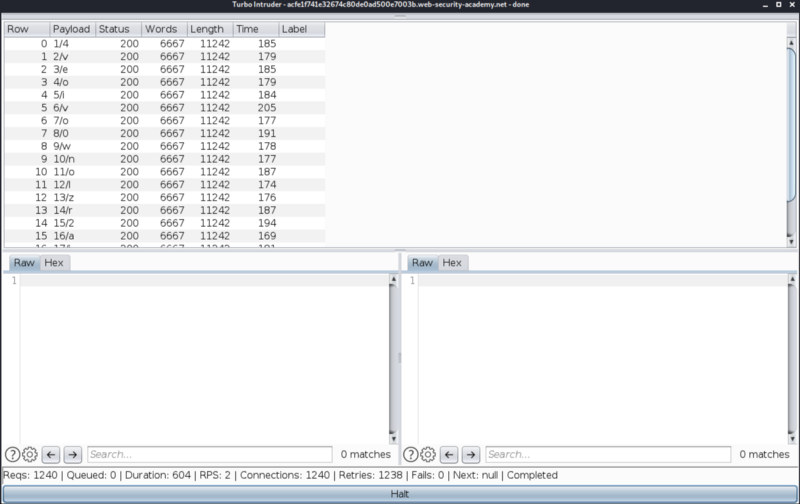 Turbo Intruder - acfe1f741e32674c80de0ad500e7003b.web-security-academy.net - done
Row Payload Status Words Length Time Label
0 1/4 200 6667 11242 185
1 2/v 200 6667 11242 179
2 3/e 200 6667 11242 185
3 4/o 200 6667 11242 179
4 5/i 200 6667 11242 184
5 6/v 200 6667 11242 205
6 7/o 200 6667 11242 177
7 8/0 200 6667 11242 191
8 9/w 200 6667 11242 178
9 10/n 200 6667 11242 177
10 11/o 200 6667 11242 187
11 12/l 200 6667 11242 174
12 13/z 200 6667 11242 176
13 14/r 200 6667 11242 187
14 15/2 200 6667 11242 194
15 16/a 200 6667 11242 169
Raw Hex Raw Hex
1 1
Search... 0 matches Search... 0 matches
Reqs: 1240 | Queued: 0 | Duration: 604 | RPS: 2 | Connections: 1240 | Retries: 1238 | Fails: 0 | Next: null | Completed
Halt